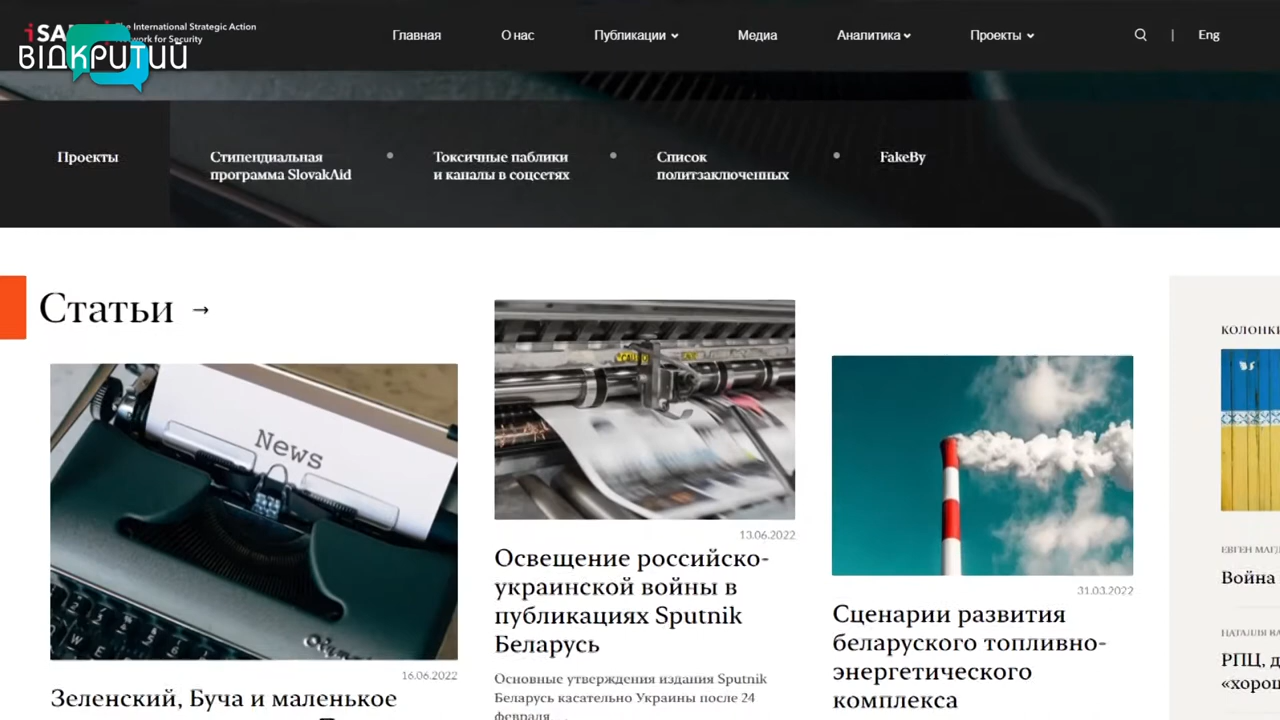 iSA
The International Strategic Action
Network for Security
ВІДКРИТИЙ
Главная
О нас
Публикации
Медиа
Аналитика
Проекты
|
Eng
Проекты
Стипендиальная
программа SlovakAid
Токсичные паблики
и каналы в соцсетях
Список
политзаключенных
FakeBy
Статьи →
News
16.06.2022
Зеленский, Буча и маленькое
13.06.2022
Освещение российско-
украинской войны в
публикациях Sputnik
Беларусь
Основные утверждения издания Sputnik
Беларусь касательно Украины после 24
февраля
31.03.2022
Сценарии развития
беларуского топливно-
энергетического
комплекса
КОЛОНКИ
ЕВГЕН МАГД
Война
РПЦ, д
«хорош